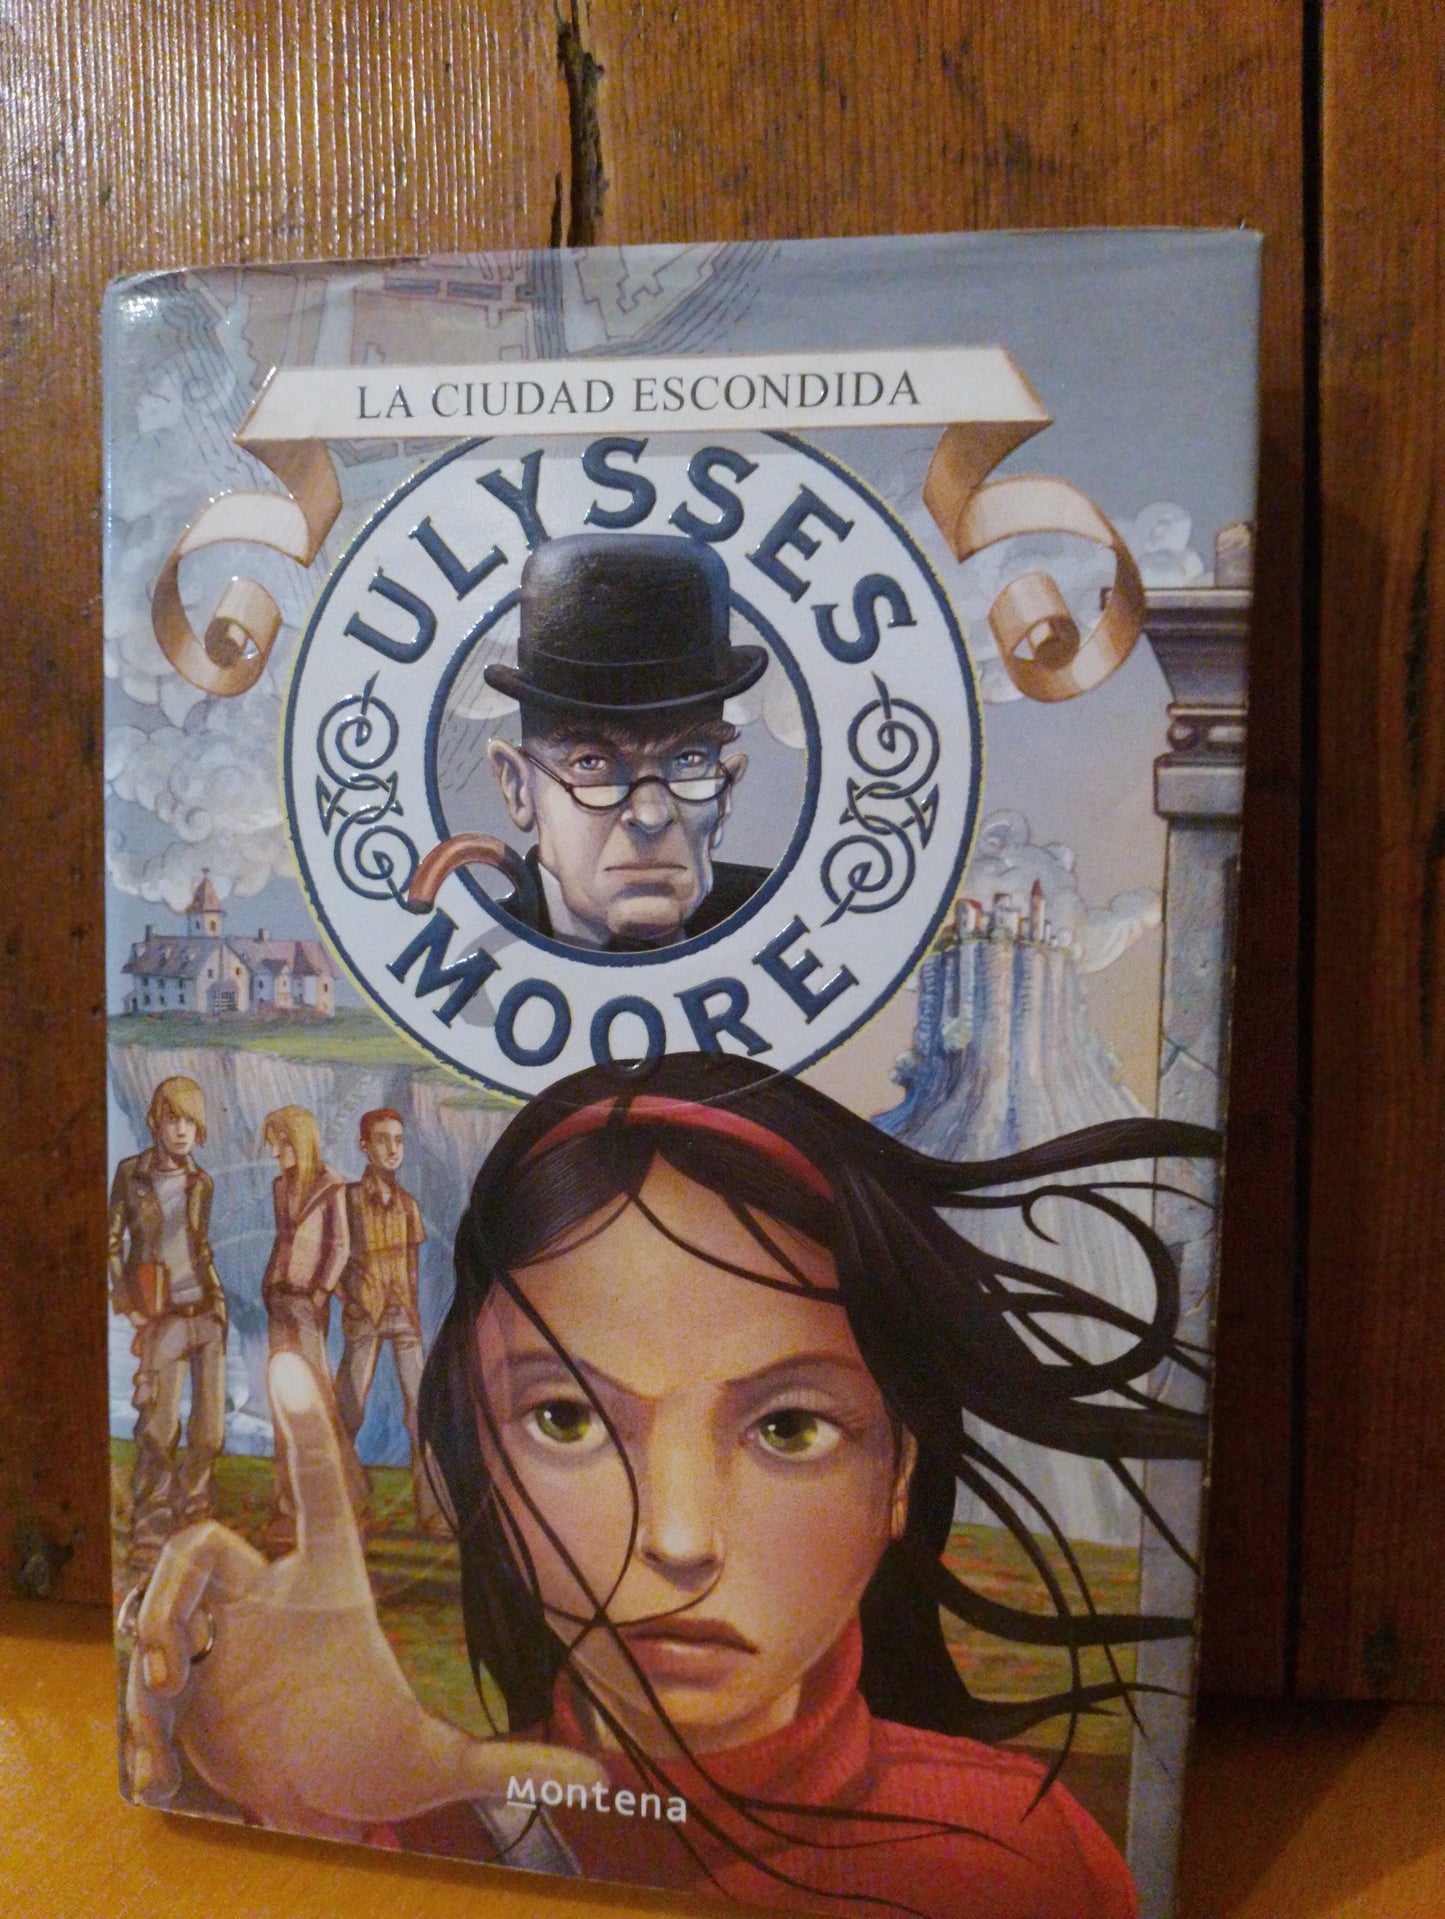 LA CIUDAD ESCONDIDA
ULYSSES
MOORE
Montena